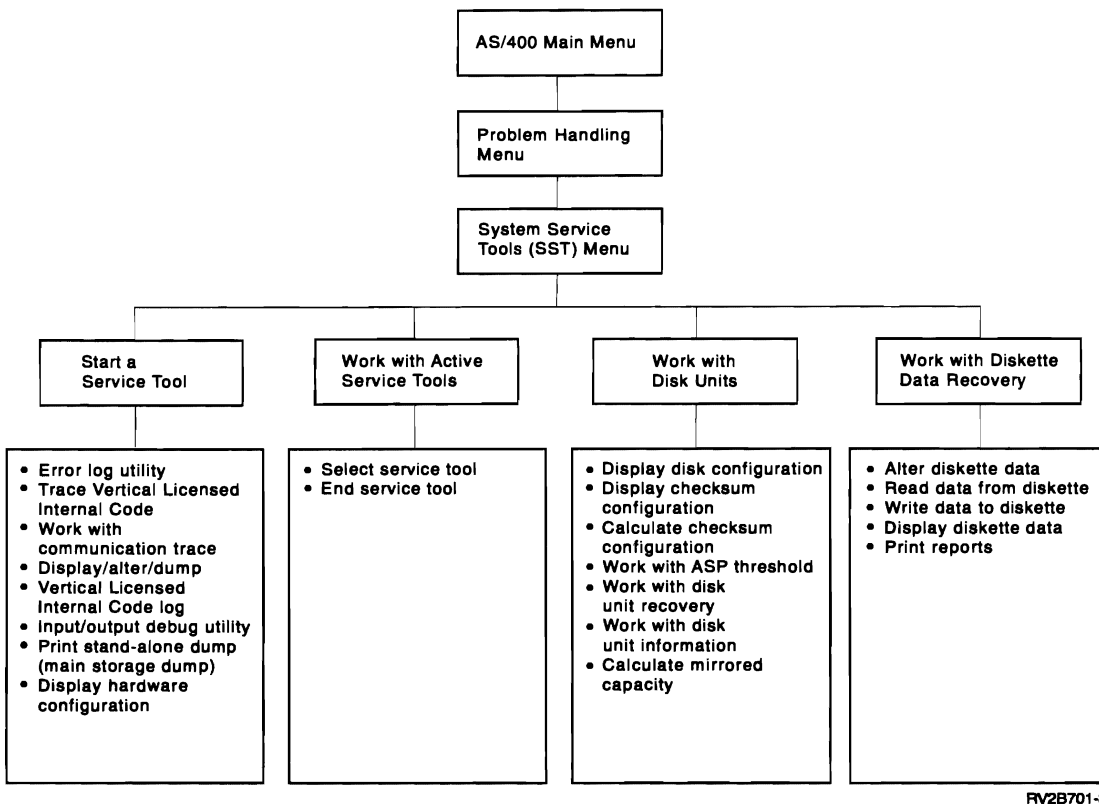 AS/400 Main Menu
Problem Handling
Menu
System Service
Tools (SST) Menu
Start a
Service Tool
Work with Active
Service Tools
Work with
Disk Units
Work with Diskette
Data Recovery
• Error log utility
• Trace Vertical Licensed
Internal Code
• Work with
communication trace
• Display/alter/dump
• Vertical Licensed
Internal Code log
• Input/output debug utility
• Print stand-alone dump
(main storage dump)
• Display hardware
configuration
• Select service tool
• End service tool
• Display disk configuration
• Display checksum
configuration
• Calculate checksum
configuration
• Work with ASP threshold
• Work with disk
unit recovery
• Work with disk
unit information
• Calculate mirrored
capacity
• Alter diskette data
• Read data from diskette
• Write data to diskette
• Display diskette data
• Print reports